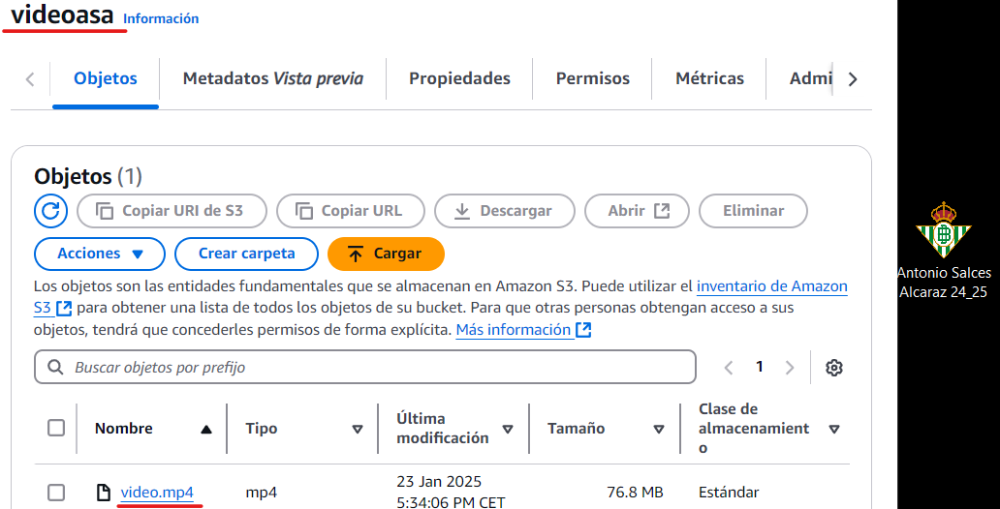 videoasa Información
Objetos Metadatos Vista previa Propiedades Permisos Métricas Admi
Objetos (1)
Copiar URI de S3 Copiar URL Descargar Abrir Eliminar
Acciones Crear carpeta Cargar
Los objetos son las entidades fundamentales que se almacenan en Amazon S3. Puede utilizar el inventario de Amazon
S3 para obtener una lista de todos los objetos de su bucket. Para que otras personas obtengan acceso a sus
objetos, tendrá que concederles permisos de forma explícita. Más información
Buscar objetos por prefijo
1
Nombre Tipo Última modificación Tamaño Clase de almacenamiento
video.mp4 mp4 23 Jan 2025 5:34:06 PM CET 76.8 MB Estándar
Antonio Salces
Alcaraz 24_25